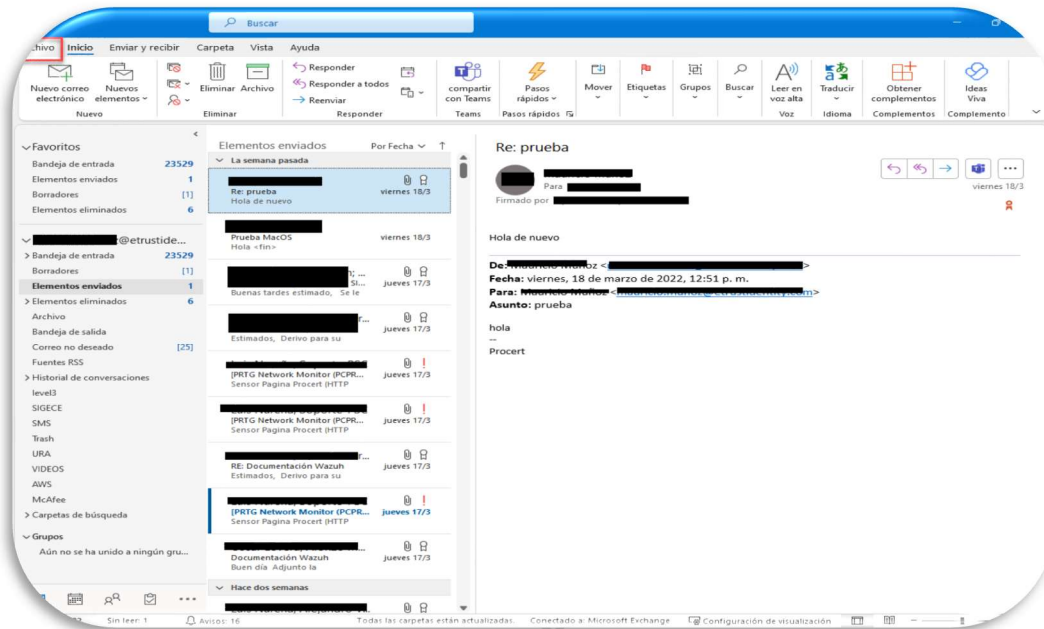 Buscar
chivo Inicio Enviar y recibir Carpeta Vista Ayuda
Nuevo correo electrónico
Nuevos elementos
Nuevo
Eliminar Archivo
Eliminar
Responder
Responder a todos
Reenviar
Responder
compartir con Teams
Teams
Pasos rápidos
Pasos rápidos
Mover
Etiquetas
Grupos
Buscar
Leer en voz alta
Voz
Traducir
Idioma
Obtener complementos
Complementos
Ideas Viva
Complemento
Favoritos
Bandeja de entrada 23529
Elementos enviados 1
Borradores [1]
Elementos eliminados 6
@etrustide...
Bandeja de entrada 23529
Borradores [1]
Elementos enviados 1
Elementos eliminados 6
Archivo
Bandeja de salida
Correo no deseado [25]
Fuentes RSS
Historial de conversaciones
level3
SIGECE
SMS
Trash
URA
VIDEOS
AWS
McAfee
Carpetas de búsqueda
Grupos
Aún no se ha unido a ningún gru...
Elementos enviados Por Fecha ↑
La semana pasada
Re: prueba viernes 18/3
Hola de nuevo
Prueba MacOS viernes 18/3
Hola <fin>
jueves 17/3
Buenas tardes estimado, Se le
jueves 17/3
Estimados, Derivo para su
[PRTG Network Monitor (PCPR... jueves 17/3
Sensor Pagina Procert (HTTP
[PRTG Network Monitor (PCPR... jueves 17/3
Sensor Pagina Procert (HTTP
RE: Documentación Wazuh jueves 17/3
Estimados, Derivo para su
[PRTG Network Monitor (PCPR... jueves 17/3
Sensor Pagina Procert (HTTP
Documentación Wazuh jueves 17/3
Buen día Adjunto la
Hace dos semanas
Re: prueba
Para
Firmado por
viernes 18/3
Hola de nuevo
De:
Fecha: viernes, 18 de marzo de 2022, 12:51 p. m.
Para:
Asunto: prueba
hola
--
Procert
Sin leer: 1 Avisos: 16 Todas las carpetas están actualizadas. Conectado a: Microsoft Exchange Configuración de visualización